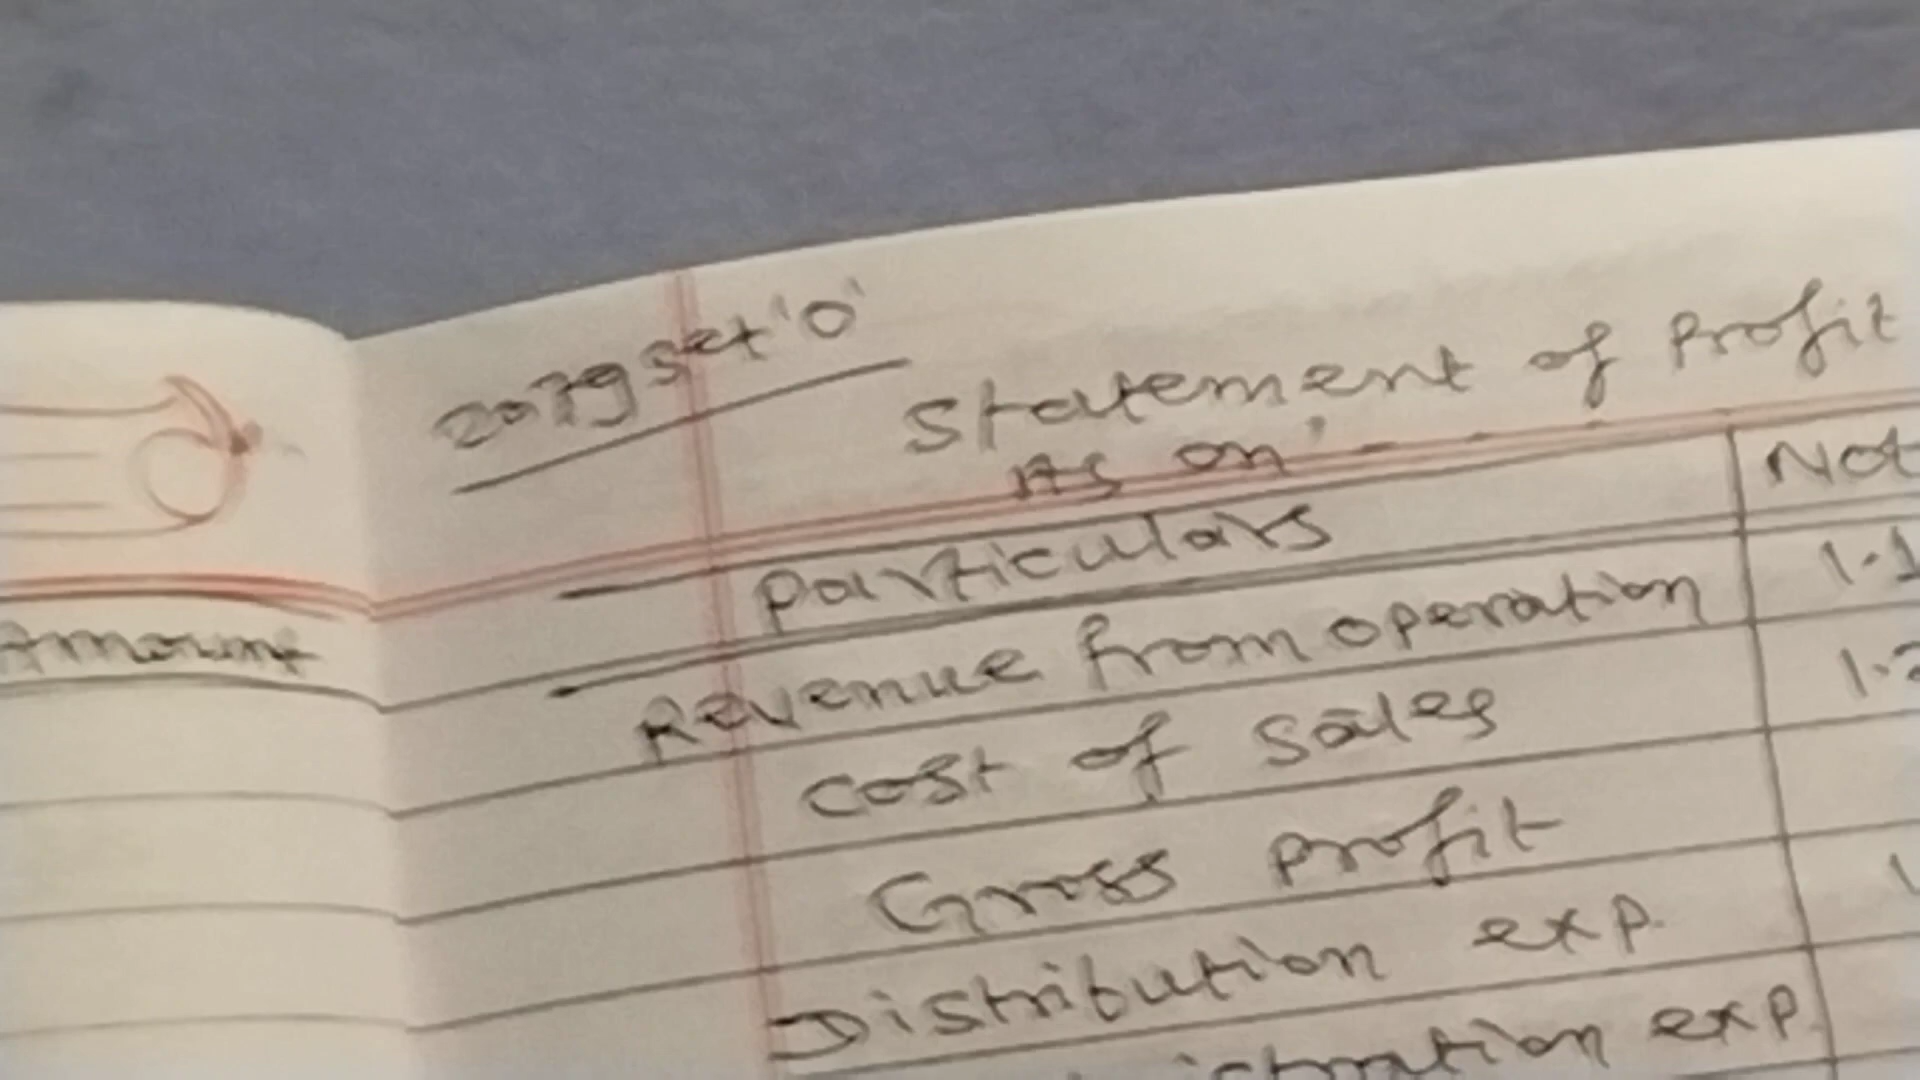 Amount
2079 set 'O'
Statement of Profit
As on
Particulars
Not
Revenue from operation
1.1
Cost of Sales
1.2
Gross Profit
Distribution exp.
exp